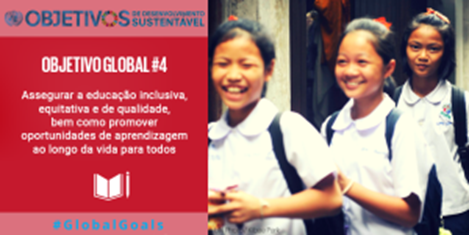 OBJETIVOS DE DESENVOLVIMENTO
SUSTENTÁVEL
OBJETIVO GLOBAL #4
Assegurar a educação inclusiva,
equitativa e de qualidade,
bem como promover
oportunidades de aprendizagem
ao longo da vida para todos
#GlobalGoals